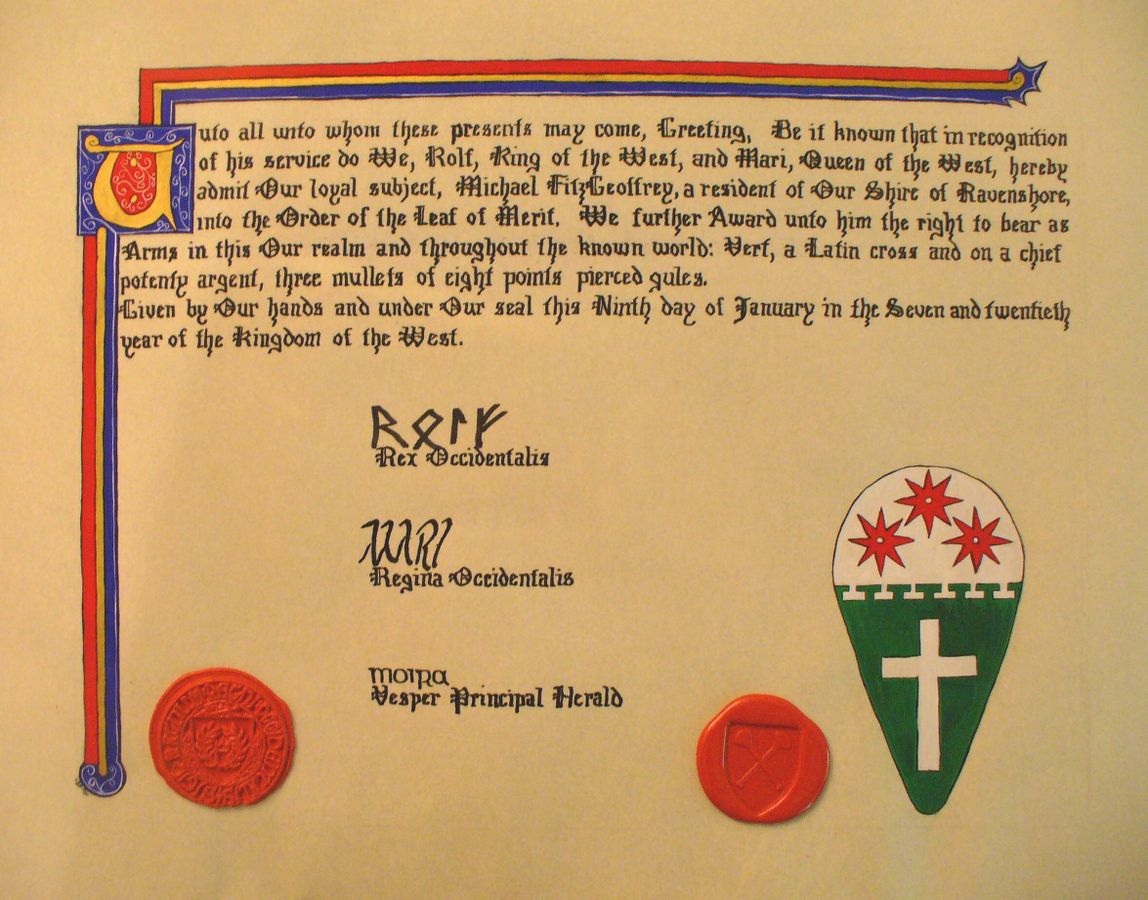 Unto all unto whom these presents may come, Greeting, Be it known that in recognition
of his service do We, Rolf, King of the West, and Mari, Queen of the West, hereby
admit Our loyal subject, Michael FitzGeoffrey, a resident of Our Shire of Ravenshore,
into the Order of the Leaf of Merit. We further Award unto him the right to bear as
Arms in this Our realm and throughout the known world: Vert, a Latin cross and on a chief
potenty argent, three mullets of eight points pierced gules.
Given by Our hands and under Our seal this Ninth day of January in the Seven and twentieth
year of the Kingdom of the West.
ᚱᛟᛚᚠ
Rex Occidentalis
MARI
Regina Occidentalis
moira
Vesper Principal Herald